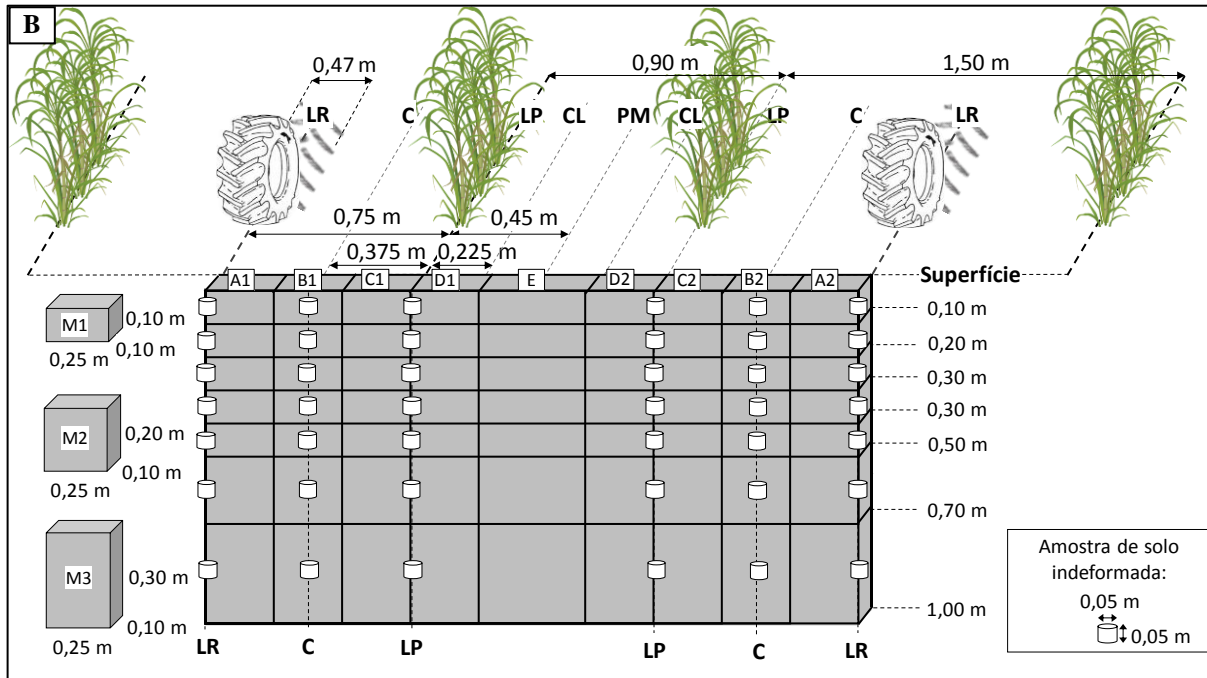 B
0,47 m
0,90 m
1,50 m
LR
C
LP
CL
PM
CL
LP
C
LR
0,75 m
0,45 m
0,375 m
0,225 m
A1
B1
C1
D1
E
D2
C2
B2
A2
Superfície
M1
0,10 m
0,10 m
0,25 m
M2
0,20 m
0,10 m
0,25 m
M3
0,30 m
0,10 m
0,25 m
0,10 m
0,20 m
0,30 m
0,30 m
0,50 m
0,70 m
1,00 m
LR
C
LP
LP
C
LR
Amostra de solo
indeformada:
0,05 m
0,05 m